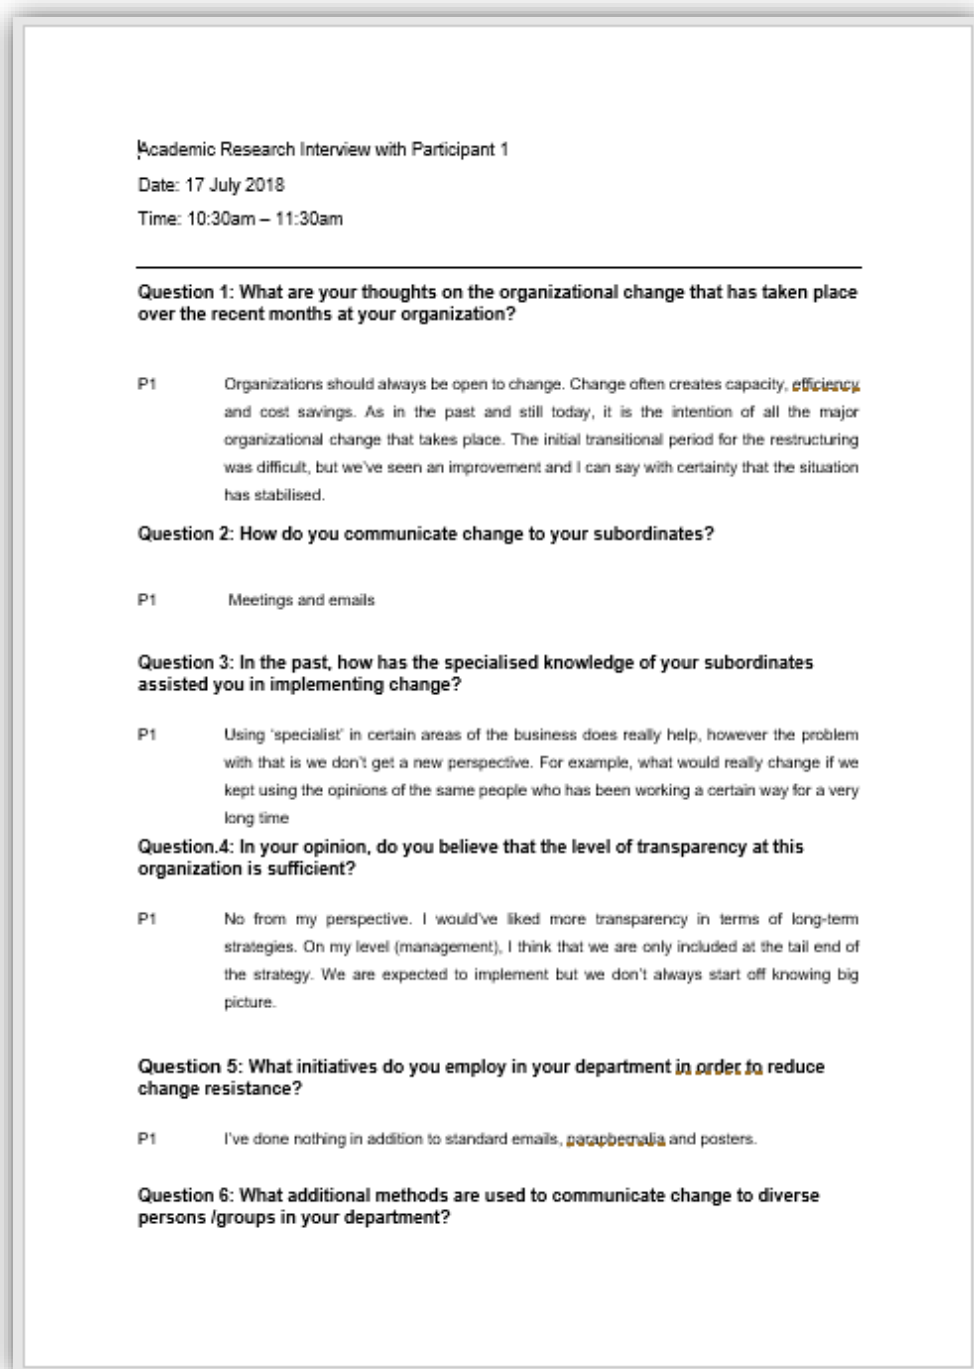 Academic Research Interview with Participant 1
Date: 17 July 2018
Time: 10:30am – 11:30am
Question 1: What are your thoughts on the organizational change that has taken place
over the recent months at your organization?
P1 Organizations should always be open to change. Change often creates capacity, efficiency
and cost savings. As in the past and still today, it is the intention of all the major
organizational change that takes place. The initial transitional period for the restructuring
was difficult, but we've seen an improvement and I can say with certainty that the situation
has stabilised.
Question 2: How do you communicate change to your subordinates?
P1 Meetings and emails
Question 3: In the past, how has the specialised knowledge of your subordinates
assisted you in implementing change?
P1 Using 'specialist' in certain areas of the business does really help, however the problem
with that is we don't get a new perspective. For example, what would really change if we
kept using the opinions of the same people who has been working a certain way for a very
long time
Question.4: In your opinion, do you believe that the level of transparency at this
organization is sufficient?
P1 No from my perspective. I would've liked more transparency in terms of long-term
strategies. On my level (management), I think that we are only included at the tail end of
the strategy. We are expected to implement but we don't always start off knowing big
picture.
Question 5: What initiatives do you employ in your department in order to reduce
change resistance?
P1 I've done nothing in addition to standard emails, paraphernalia and posters.
Question 6: What additional methods are used to communicate change to diverse
persons /groups in your department?